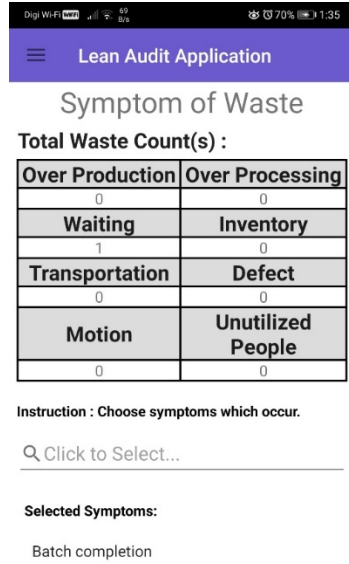 Digi Wi-Fi WiFi 69 B/s 70% 1:35
Lean Audit Application
Symptom of Waste
Total Waste Count(s) :
Over Production Over Processing
0 0
Waiting Inventory
1 0
Transportation Defect
0 0
Motion Unutilized People
0 0
Instruction : Choose symptoms which occur.
Click to Select...
Selected Symptoms:
Batch completion